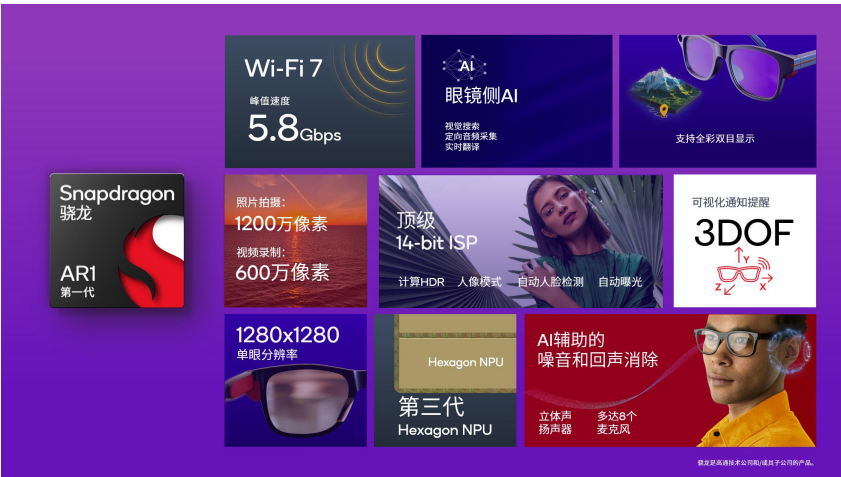 Snapdragon
骁龙
AR1
第一代
Wi-Fi 7
峰值速度
5.8Gbps
AI
眼镜侧AI
视觉搜索
定向音频采集
实时翻译
支持全彩双目显示
照片拍摄：
1200万像素
视频录制：
600万像素
顶级
14-bit ISP
计算HDR 人像模式 自动人脸检测 自动曝光
可视化通知提醒
3DOF
Y
Z
X
1280x1280
单眼分辨率
Hexagon NPU
第三代
Hexagon NPU
AI辅助的
噪音和回声消除
立体声 多达8个
扬声器 麦克风
骁龙是高通技术公司和/或其子公司的产品。